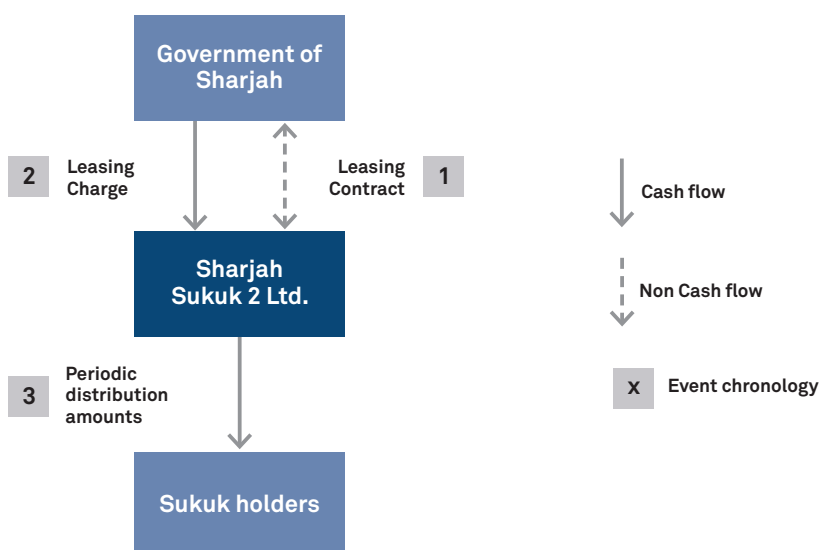 Government of
Sharjah
2
Leasing
Charge
Leasing
Contract
1
Cash flow
Sharjah
Sukuk 2 Ltd.
Non Cash flow
3
Periodic
distribution
amounts
x
Event chronology
Sukuk holders